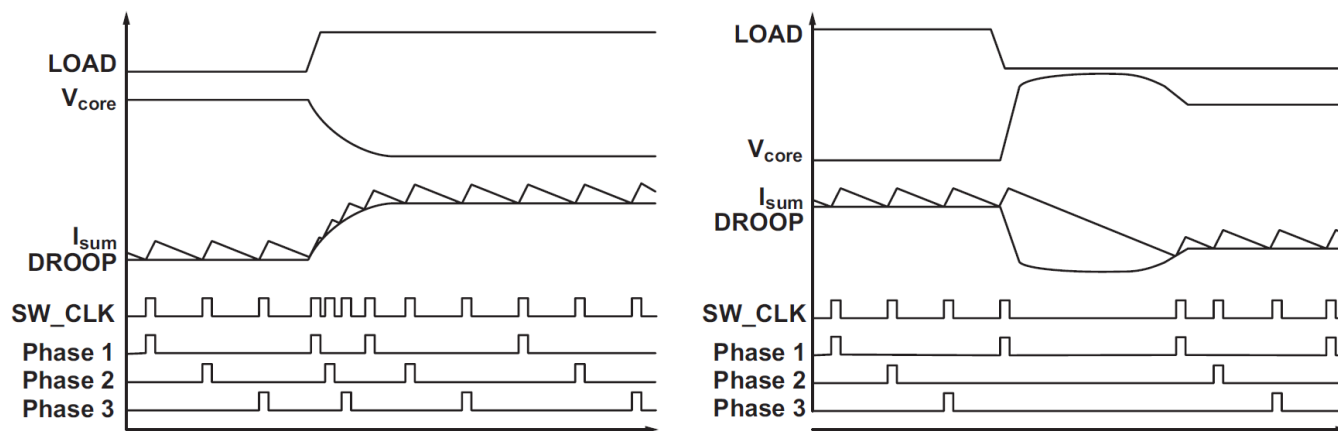 LOAD
Vcore
Isum
DROOP
SW_CLK
Phase 1
Phase 2
Phase 3
LOAD
Vcore
Isum
DROOP
SW_CLK
Phase 1
Phase 2
Phase 3